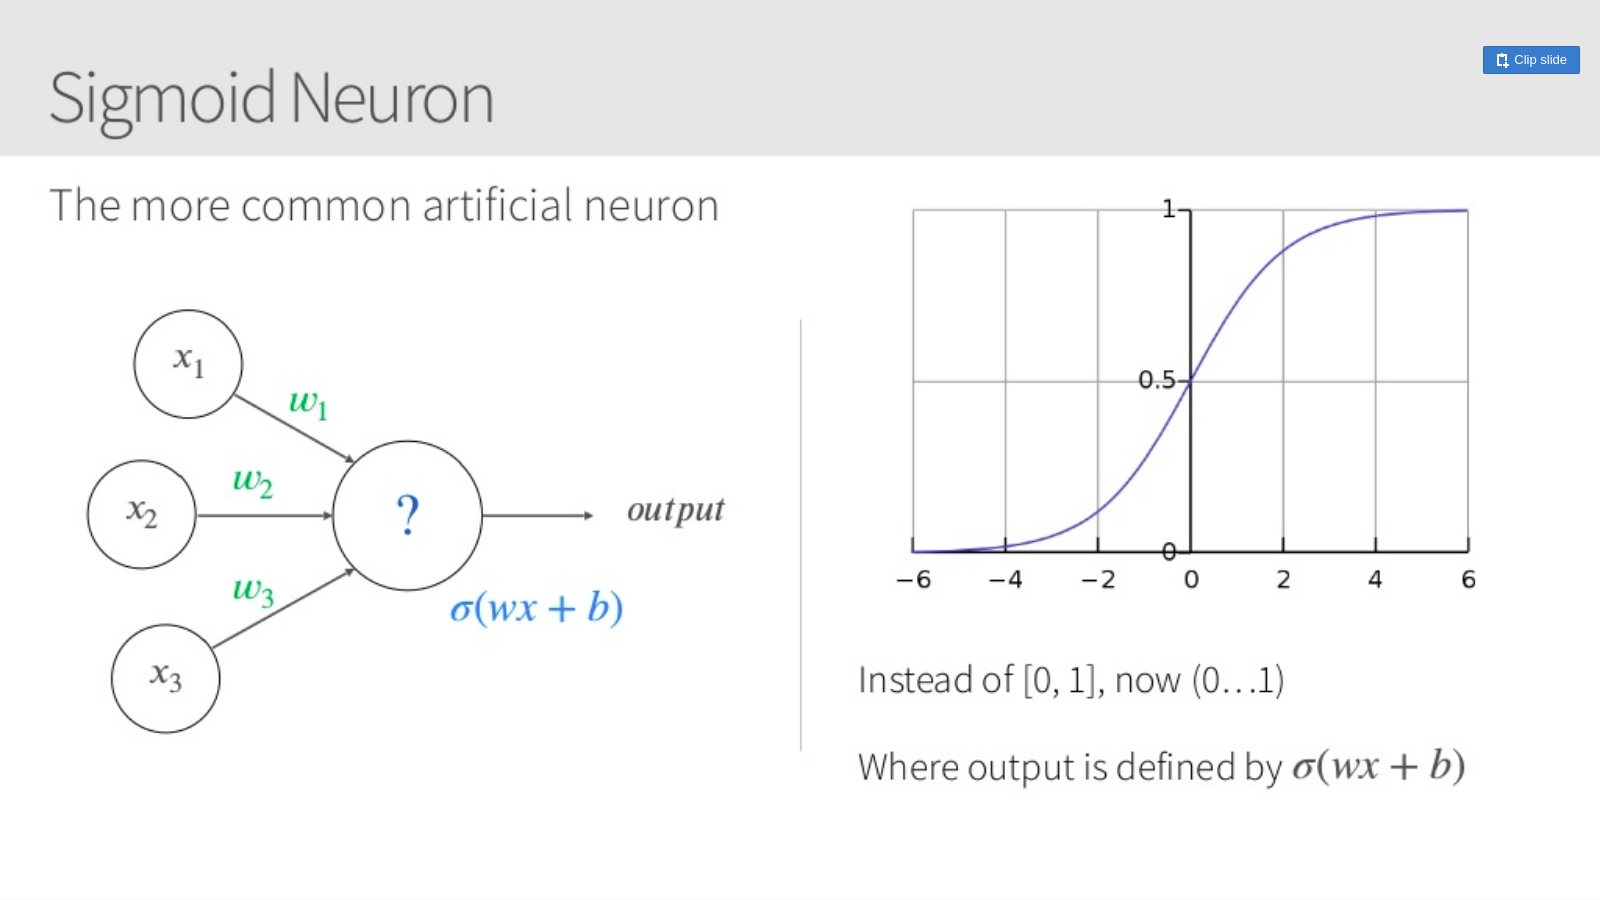 Clip slide
Sigmoid Neuron
The more common artificial neuron
x₁
w₁
x₂
w₂
?
output
w₃
σ(wx + b)
x₃
1
0.5
0
−6 −4 −2 0 2 4 6
Instead of [0, 1], now (0…1)
Where output is defined by σ(wx + b)